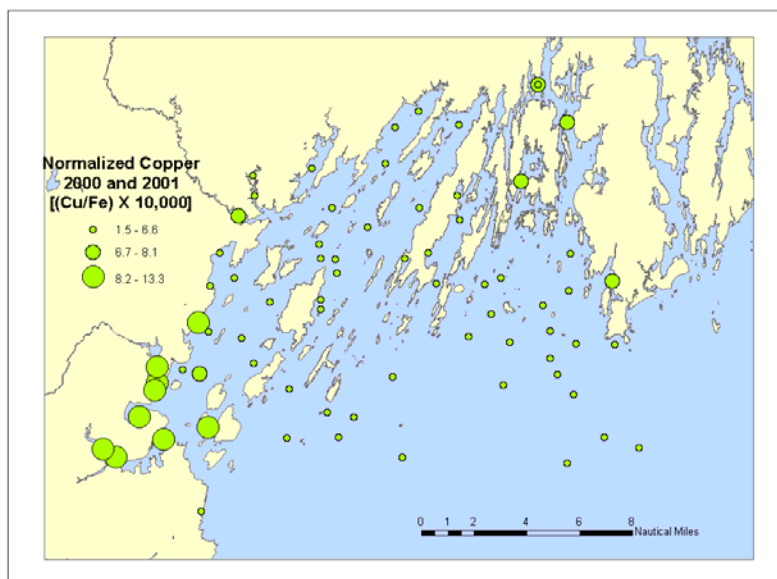 Normalized Copper
2000 and 2001
[(Cu/Fe) X 10,000]
1.5 - 6.6
6.7 - 8.1
8.2 - 13.3
0 1 2 4 6 8
Nautical Miles